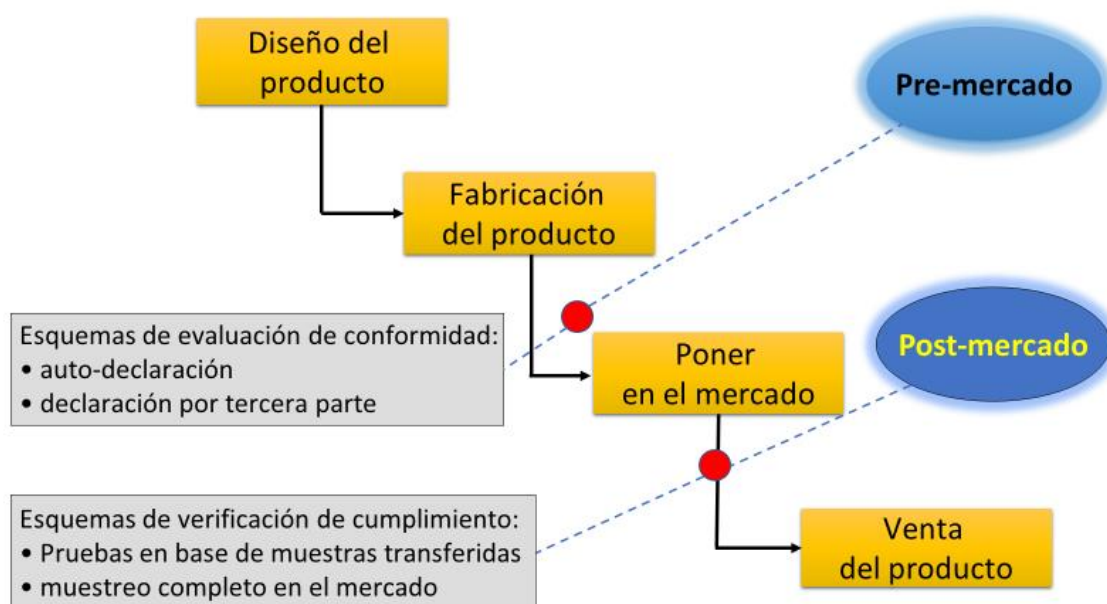 Diseño del
producto
Pre-mercado
Fabricación
del producto
Esquemas de evaluación de conformidad:
• auto-declaración
• declaración por tercera parte
Poner
en el mercado
Post-mercado
Esquemas de verificación de cumplimiento:
• Pruebas en base de muestras transferidas
• muestreo completo en el mercado
Venta
del producto